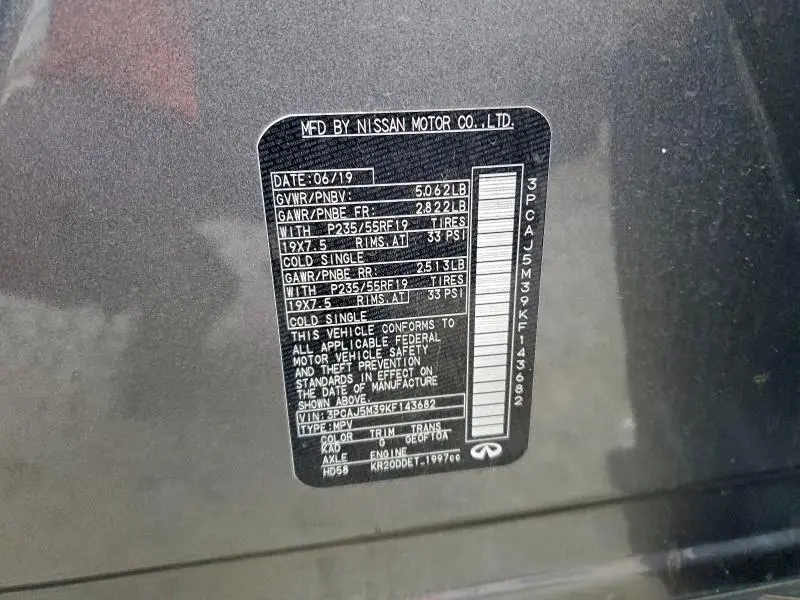 MFD BY NISSAN MOTOR CO.,LTD.
DATE:06/19
GVWR/PNBV: 5,062LB
GAWR/PNBE FR: 2,822LB
WITH P235/55RF19 TIRES
19X7.5 RIMS,AT 33 PSI
COLD SINGLE
GAWR/PNBE RR: 2,513LB
WITH P235/55RF19 TIRES
19X7.5 RIMS,AT 33 PSI
COLD SINGLE
THIS VEHICLE CONFORMS TO
ALL APPLICABLE FEDERAL
MOTOR VEHICLE SAFETY
AND THEFT PREVENTION
STANDARDS IN EFFECT ON
THE DATE OF MANUFACTURE
SHOWN ABOVE.
VIN:3PCAJ5M39KF143682
TYPE:MPV
COLOR TRIM TRANS
KAD G GEOF10A
AXLE ENGINE
HD58 KR20DDET 1997cc
3PCAJ5M39KF143682